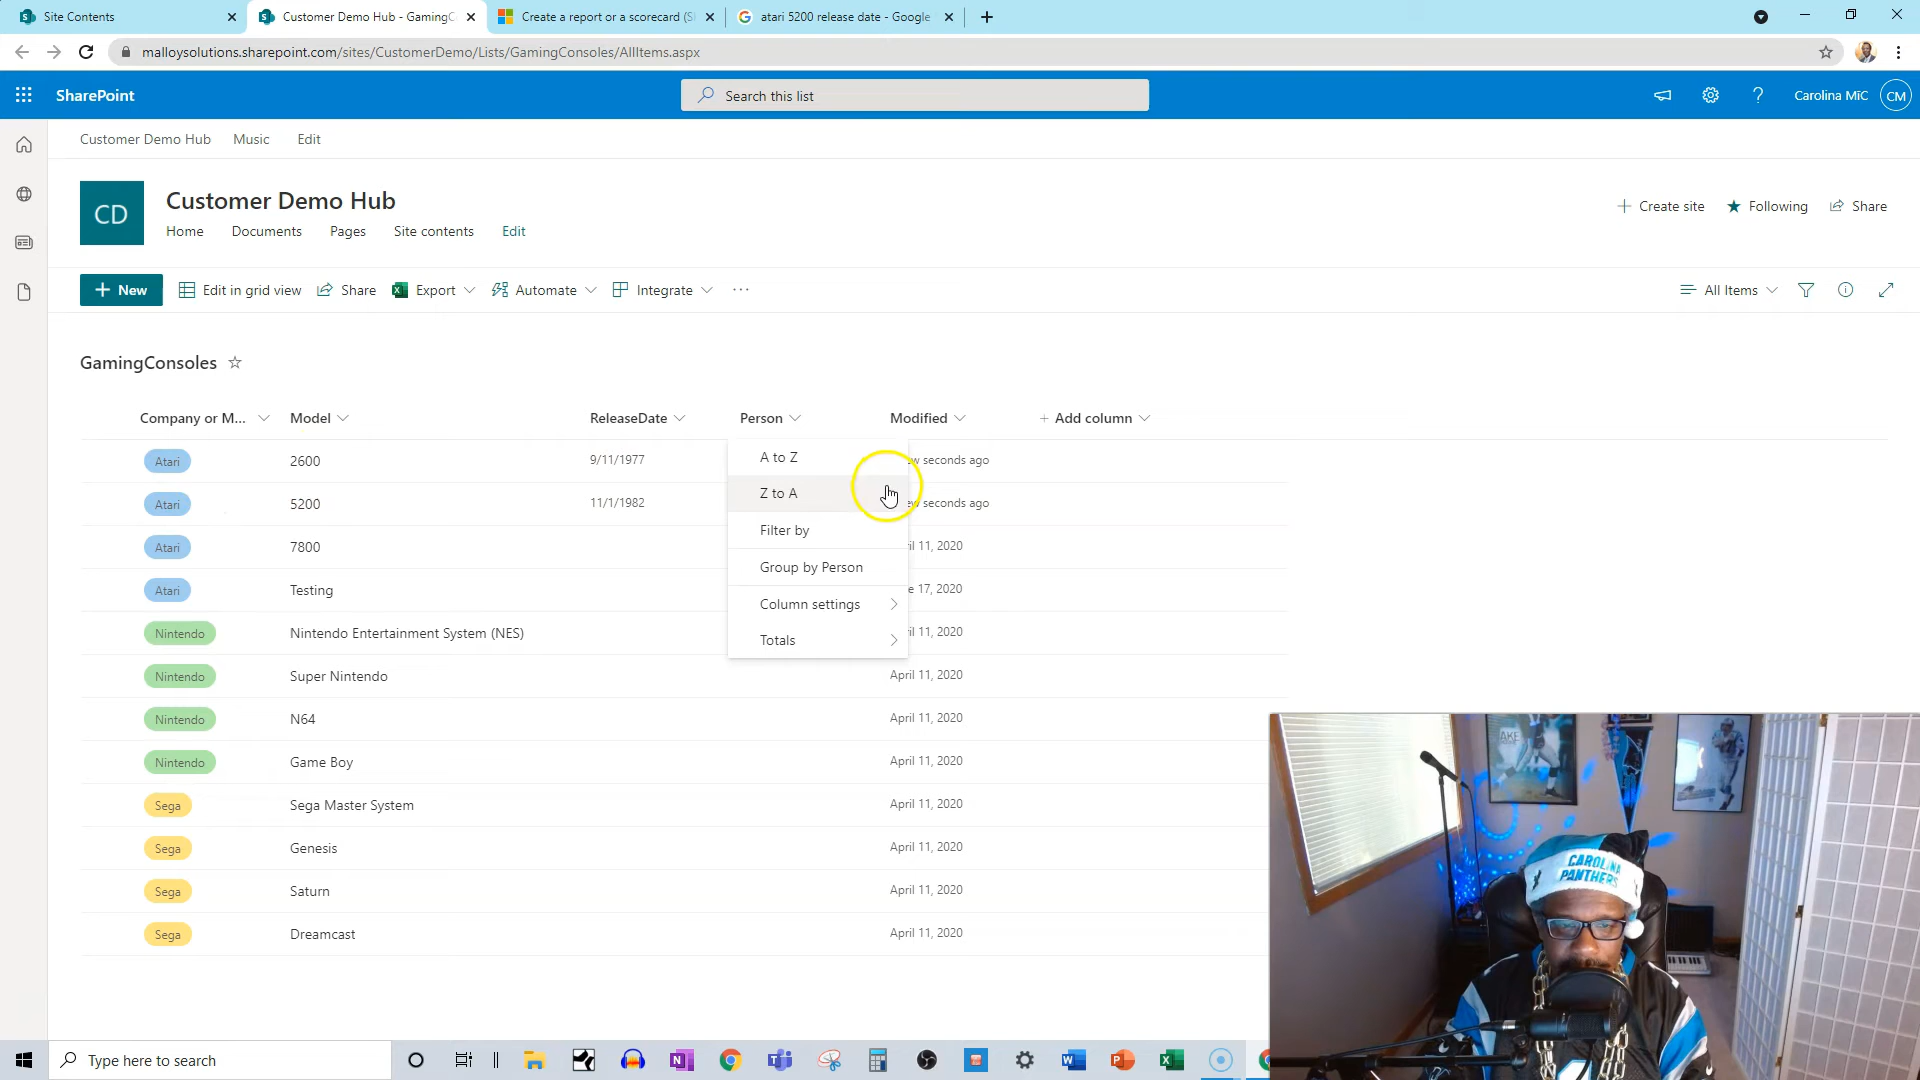 Site Contents
Customer Demo Hub - GamingC
Create a report or a scorecard (S
atari 5200 release date - Google
malloysolutions.sharepoint.com/sites/CustomerDemo/Lists/GamingConsoles/AllItems.aspx
SharePoint
Search this list
Carolina MiC
CM
Customer Demo Hub
Music
Edit
CD
Customer Demo Hub
Home
Documents
Pages
Site contents
Edit
Create site
Following
Share
New
Edit in grid view
Share
Export
Automate
Integrate
All Items
GamingConsoles
Company or M...
Model
ReleaseDate
Person
Modified
Add column
Atari 2600 9/11/1977 seconds ago
Atari 5200 11/1/1982 seconds ago
Atari 7800 11, 2020
Atari Testing 17, 2020
Nintendo Nintendo Entertainment System (NES) 11, 2020
Nintendo Super Nintendo April 11, 2020
Nintendo N64 April 11, 2020
Nintendo Game Boy April 11, 2020
Sega Sega Master System April 11, 2020
Sega Genesis April 11, 2020
Sega Saturn April 11, 2020
Sega Dreamcast April 11, 2020
A to Z
Z to A
Filter by
Group by Person
Column settings
Totals
CAROLINA
PANTHERS
Type here to search